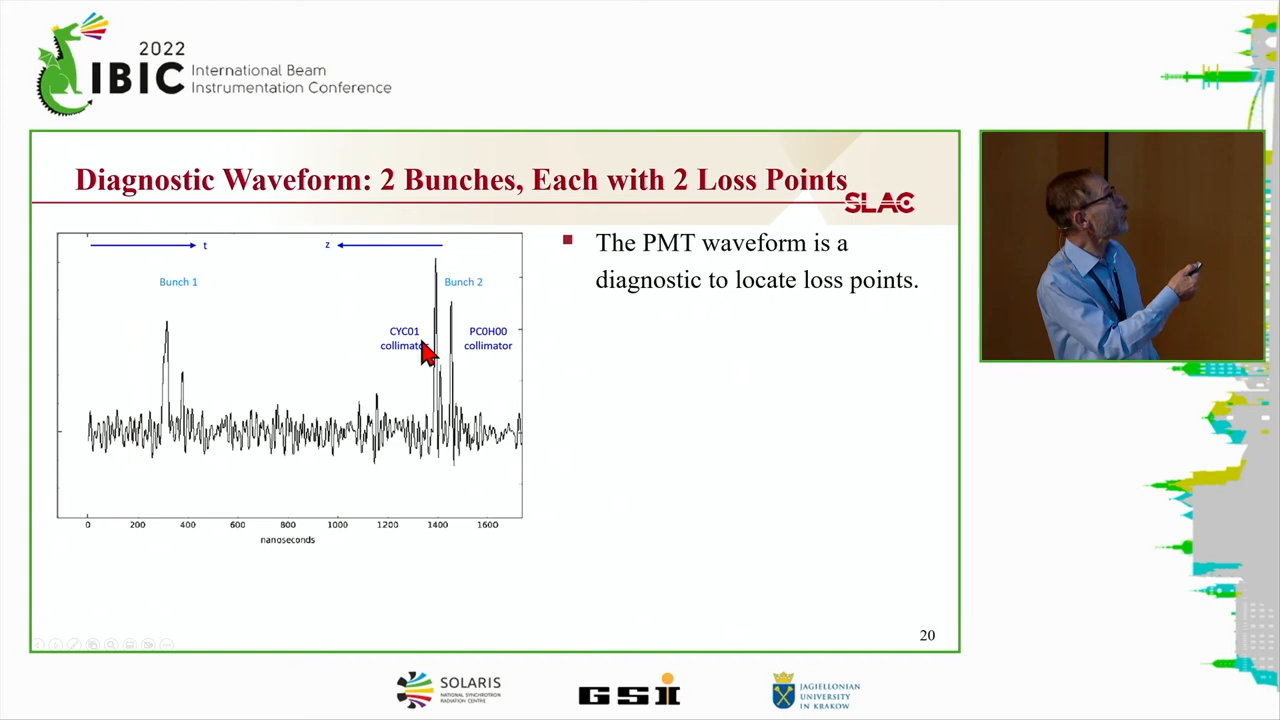 2022
IBIC International Beam
Instrumentation Conference
Diagnostic Waveform: 2 Bunches, Each with 2 Loss Points
SLAC
t
z
Bunch 1
Bunch 2
CYC01
PC0H00
collimator
The PMT waveform is a
diagnostic to locate loss points.
0 200 400 600 800 1000 1200 1400 1600
nanoseconds
20
SOLARIS
NATIONAL SYNCHROTRON
RADIATION CENTRE
GSI
JAGIELLONIAN
UNIVERSITY
IN KRAKOW